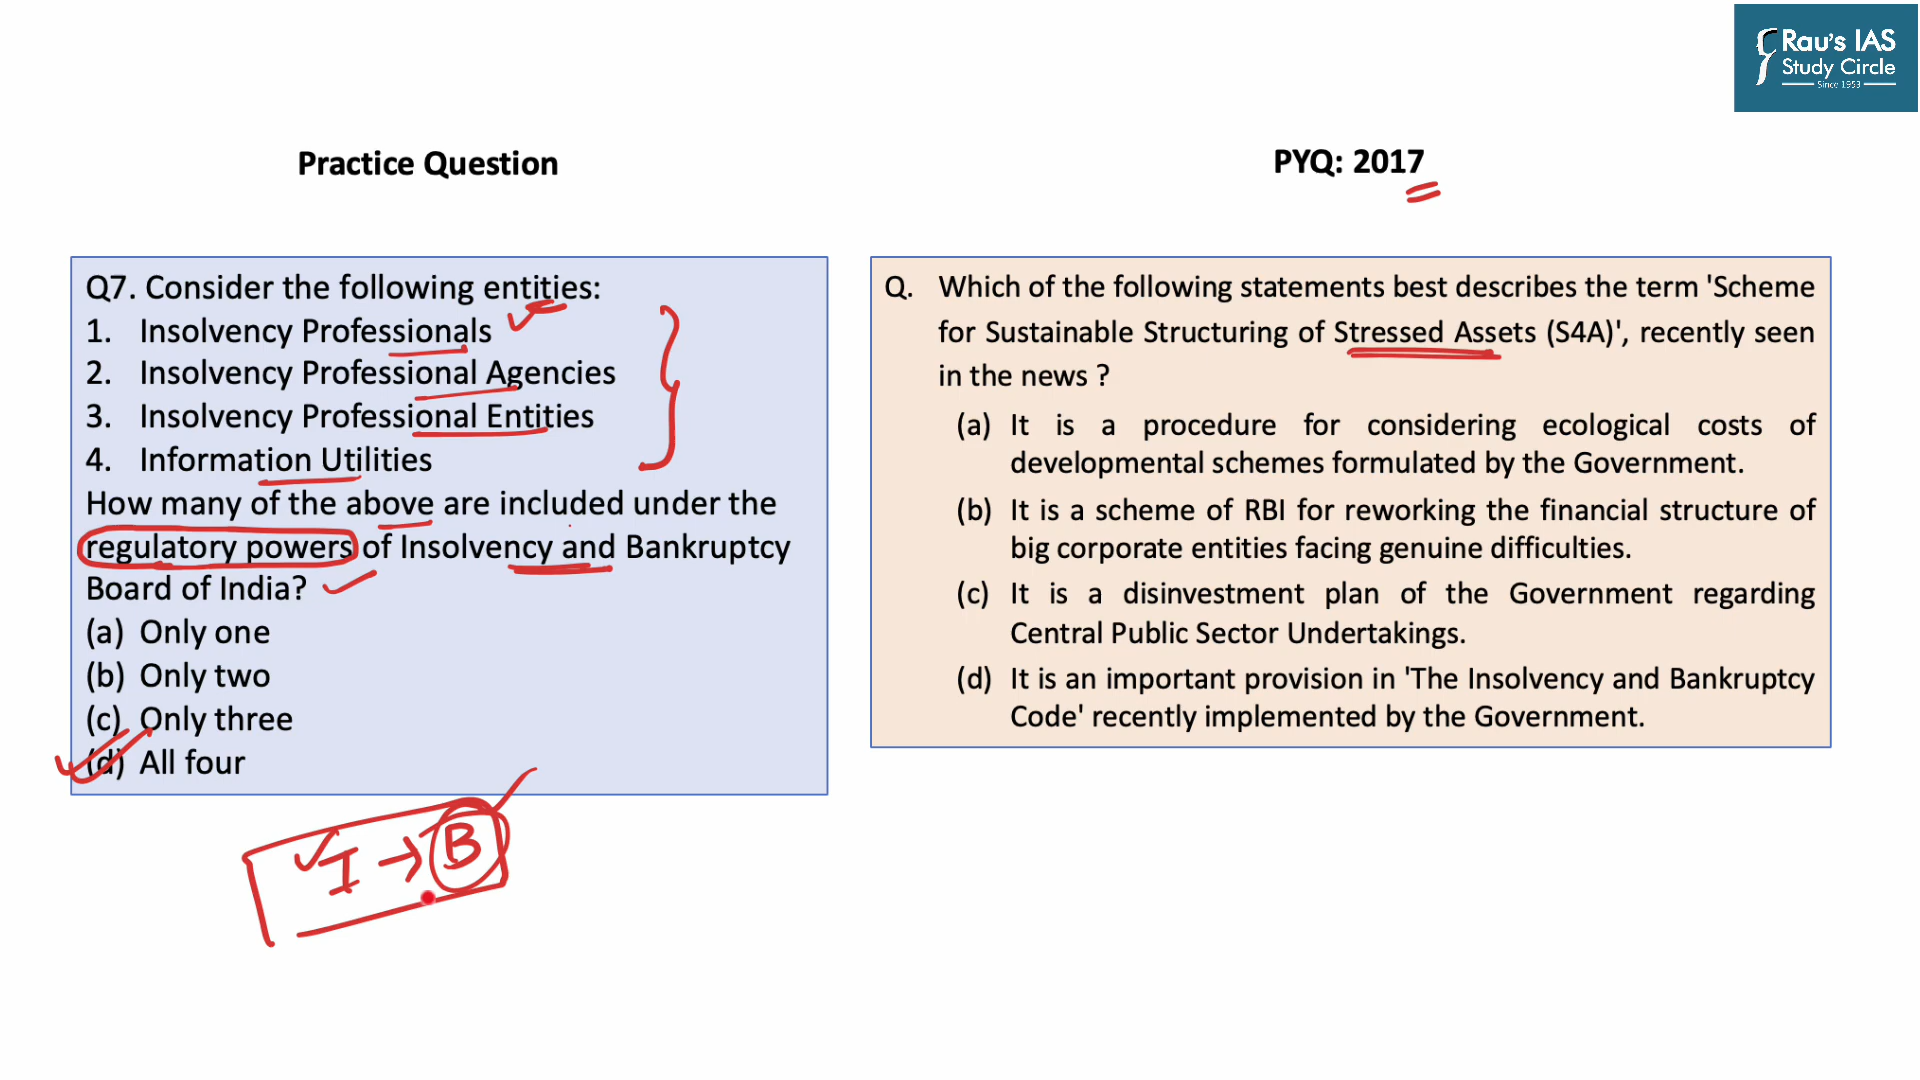 Rau's IAS
Study Circle
Since 1953
Practice Question
PYQ: 2017
Q7. Consider the following entities:
1. Insolvency Professionals
2. Insolvency Professional Agencies
3. Insolvency Professional Entities
4. Information Utilities
How many of the above are included under the
regulatory powers of Insolvency and Bankruptcy
Board of India?
(a) Only one
(b) Only two
(c) Only three
(d) All four
I → B
Q. Which of the following statements best describes the term 'Scheme
for Sustainable Structuring of Stressed Assets (S4A)', recently seen
in the news ?
(a) It is a procedure for considering ecological costs of
developmental schemes formulated by the Government.
(b) It is a scheme of RBI for reworking the financial structure of
big corporate entities facing genuine difficulties.
(c) It is a disinvestment plan of the Government regarding
Central Public Sector Undertakings.
(d) It is an important provision in 'The Insolvency and Bankruptcy
Code' recently implemented by the Government.